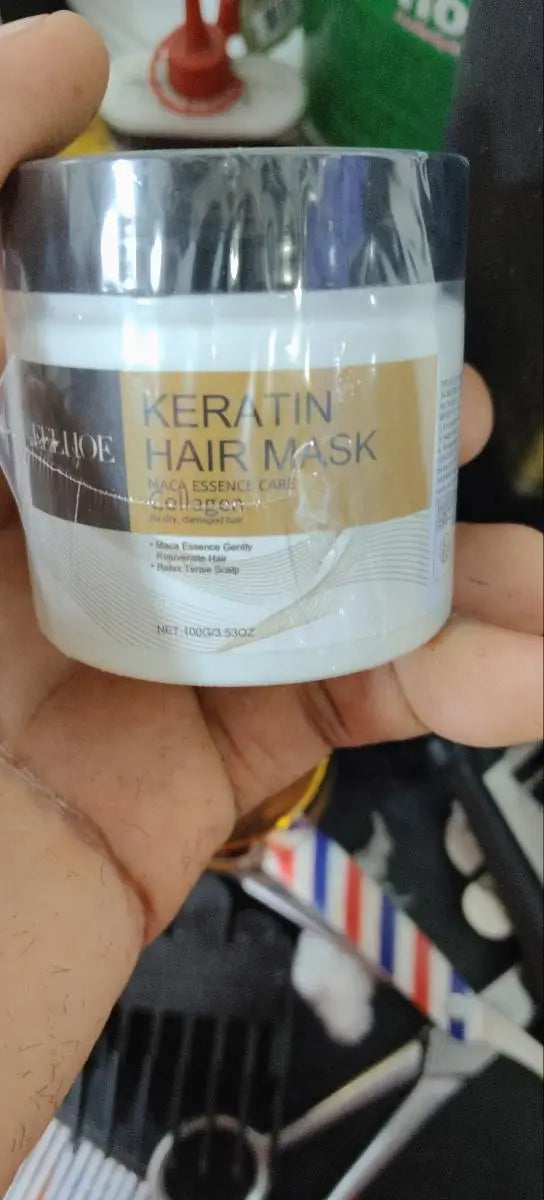 KERATIN
HAIR MASK
MACA ESSENCE CARE
Collagen
for dry, damaged hair
• Maca Essence Gently
Rejuvenate Hair
• Relax Tense Scalp
NET 100G/3.53OZ